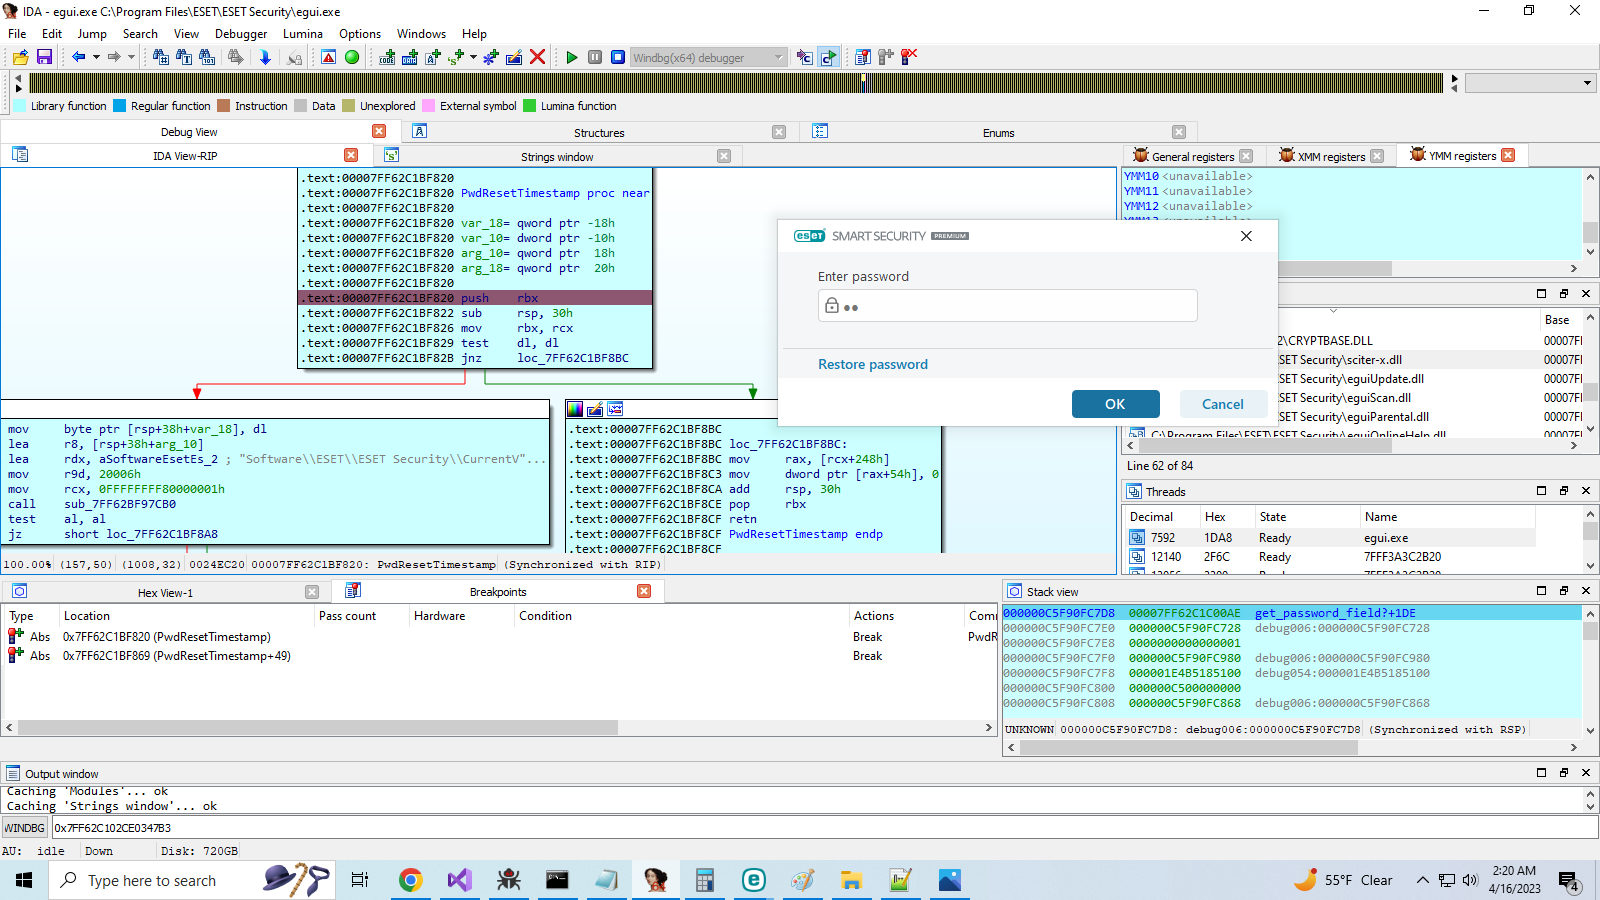 IDA - egui.exe C:\Program Files\ESET\ESET Security\egui.exe
File Edit Jump Search View Debugger Lumina Options Windows Help
Windbg(x64) debugger
Library function Regular function Instruction Data Unexplored External symbol Lumina function
Debug View Structures Enums
IDA View-RIP Strings window General registers XMM registers YMM registers
.text:00007FF62C1BF820
.text:00007FF62C1BF820 PwdResetTimestamp proc near
.text:00007FF62C1BF820
.text:00007FF62C1BF820 var_18= qword ptr -18h
.text:00007FF62C1BF820 var_10= dword ptr -10h
.text:00007FF62C1BF820 arg_10= qword ptr  18h
.text:00007FF62C1BF820 arg_18= qword ptr  20h
.text:00007FF62C1BF820
.text:00007FF62C1BF820 push    rbx
.text:00007FF62C1BF822 sub     rsp, 30h
.text:00007FF62C1BF826 mov     rbx, rcx
.text:00007FF62C1BF829 test    dl, dl
.text:00007FF62C1BF82B jnz     loc_7FF62C1BF8BC
mov     byte ptr [rsp+38h+var_18], dl
lea     r8, [rsp+38h+arg_10]
lea     rdx, aSoftwareEsetEs_2 ; "Software\\ESET\\ESET Security\\CurrentV"...
mov     r9d, 20006h
mov     rcx, 0FFFFFFFF80000001h
call    sub_7FF62BF97CB0
test    al, al
jz      short loc_7FF62C1BF8A8
.text:00007FF62C1BF8BC
.text:00007FF62C1BF8BC loc_7FF62C1BF8BC:
.text:00007FF62C1BF8BC mov     rax, [rcx+248h]
.text:00007FF62C1BF8C3 mov     dword ptr [rax+54h], 0
.text:00007FF62C1BF8CA add     rsp, 30h
.text:00007FF62C1BF8CE pop     rbx
.text:00007FF62C1BF8CF retn
.text:00007FF62C1BF8CF PwdResetTimestamp endp
.text:00007FF62C1BF8CF
100.00% (157,50) (1008,32) 0024EC20 00007FF62C1BF820: PwdResetTimestamp (Synchronized with RIP)
YMM10 <unavailable>
YMM11 <unavailable>
YMM12 <unavailable>
eset SMART SECURITY PREMIUM
Enter password
Restore password
OK Cancel
Base
2\CRYPTBASE.DLL 00007FI
SET Security\sciter-x.dll 00007FI
SET Security\eguiUpdate.dll 00007FI
SET Security\eguiScan.dll 00007FI
SET Security\eguiParental.dll 00007FI
C:\Program Files\ESET\ESET Security\eguiOnlineHelp.dll 00007FI
Line 62 of 84
Threads
Decimal Hex State Name
7592 1DA8 Ready egui.exe
12140 2F6C Ready 7FFF3A3C2B20
Hex View-1 Breakpoints
Type Location Pass count Hardware Condition Actions Com
Abs 0x7FF62C1BF820 (PwdResetTimestamp) Break PwdR
Abs 0x7FF62C1BF869 (PwdResetTimestamp+49) Break
Stack view
000000C5F90FC7D8 00007FF62C1C00AE get_password_field?+1DE
000000C5F90FC7E0 000000C5F90FC728 debug006:000000C5F90FC728
000000C5F90FC7E8 0000000000000001
000000C5F90FC7F0 000000C5F90FC980 debug006:000000C5F90FC980
000000C5F90FC7F8 000001E4B5185100 debug054:000001E4B5185100
000000C5F90FC800 000000C500000000
000000C5F90FC808 000000C5F90FC868 debug006:000000C5F90FC868
UNKNOWN 000000C5F90FC7D8: debug006:000000C5F90FC7D8 (Synchronized with RSP)
Output window
Caching 'Modules'... ok
Caching 'Strings window'... ok
WINDBG 0x7FF62C102CE0347B3
AU: idle Down Disk: 720GB
Type here to search
55°F Clear
2:20 AM
4/16/2023
4